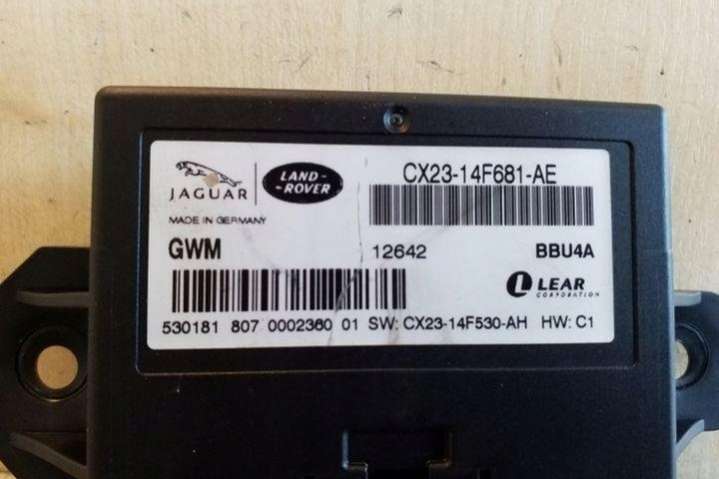 JAGUAR
LAND-
-ROVER
CX23-14F681-AE
MADE IN GERMANY
GWM 12642 BBU4A
LEAR
CORPORATION
530181 807 0002360 01 SW: CX23-14F530-AH HW: C1